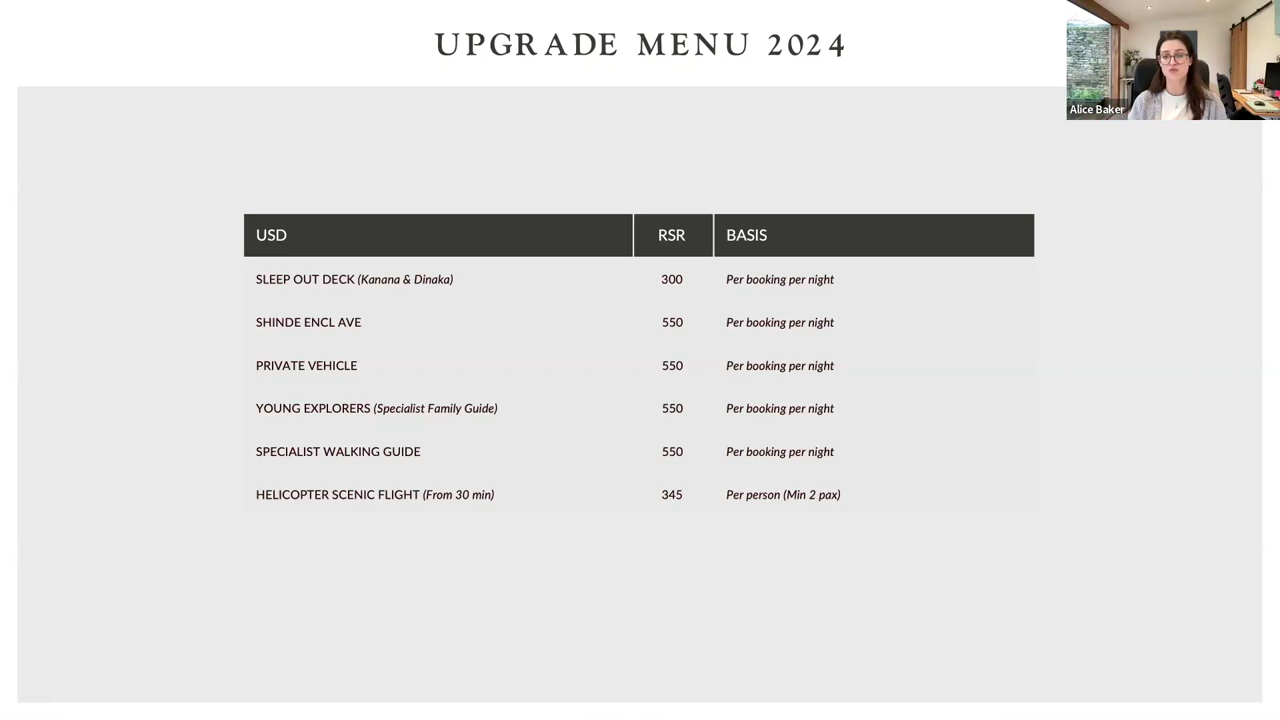 UPGRADE MENU 2024
Alice Baker
USD RSR BASIS
SLEEP OUT DECK (Kanana & Dinaka) 300 Per booking per night
SHINDE ENCL AVE 550 Per booking per night
PRIVATE VEHICLE 550 Per booking per night
YOUNG EXPLORERS (Specialist Family Guide) 550 Per booking per night
SPECIALIST WALKING GUIDE 550 Per booking per night
HELICOPTER SCENIC FLIGHT (From 30 min) 345 Per person (Min 2 pax)